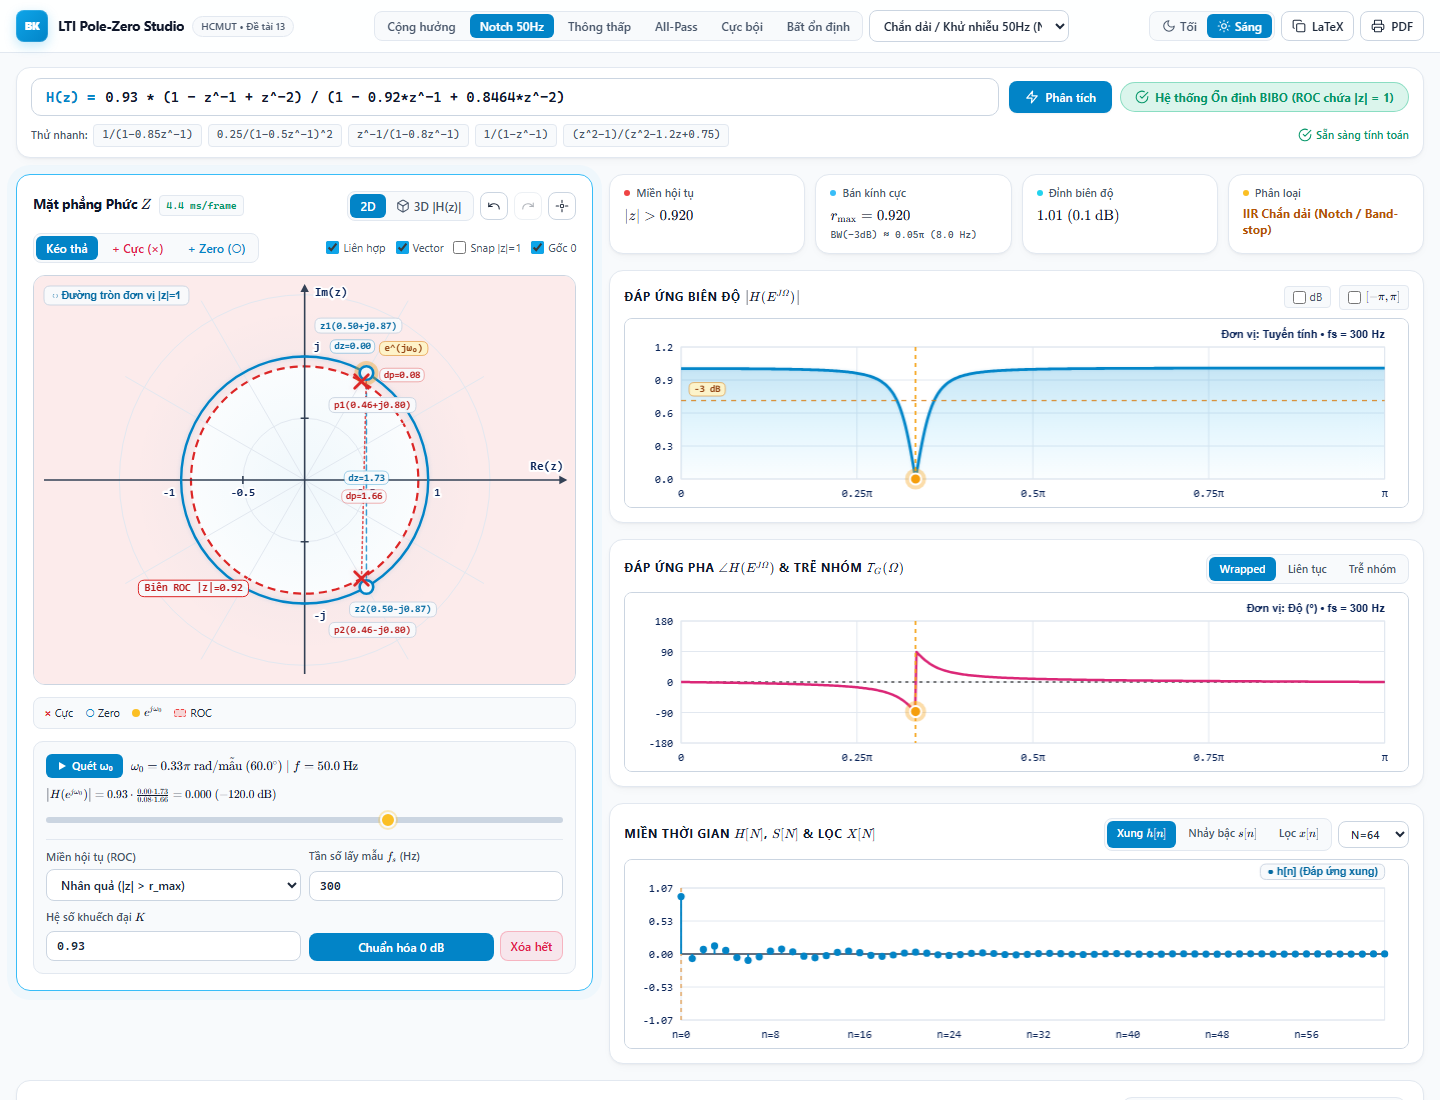 BK LTI Pole-Zero Studio HCMUT • Đề tài 13 Cộng hưởng Notch 50Hz Thông thấp All-Pass Cực bội Bất ổn định Chắn dải / Khử nhiễu 50Hz (N Tối Sáng LaTeX PDF
H(z) = 0.93 * (1 - z^-1 + z^-2) / (1 - 0.92*z^-1 + 0.8464*z^-2) Phân tích Hệ thống Ổn định BIBO (ROC chứa |z| = 1)
Thử nhanh: 1/(1-0.85z^-1) 0.25/(1-0.5z^-1)^2 z^-1/(1-0.8z^-1) 1/(1-z^-1) (z^2-1)/(z^2-1.2z+0.75) Sẵn sàng tính toán
Mặt phẳng Phức Z 4.4 ms/frame 2D 3D |H(z)|
Kéo thả + Cực (×) + Zero (○) Liên hợp Vector Snap |z|=1 Gốc 0
Đường tròn đơn vị |z|=1
Im(z)
z1(0.50+j0.87)
j dz=0.00 e^(jω₀)
dp=0.08
p1(0.46+j0.80)
Re(z)
dz=1.73
-1 -0.5 1
dp=1.66
Biên ROC |z|=0.92
z2(0.50-j0.87)
-j
p2(0.46-j0.80)
× Cực Zero e^{jω₀} ROC
Quét ω₀ ω₀ = 0.33π rad/mẫu (60.0°) | f = 50.0 Hz
|H(e^{jω₀})| = 0.93 · 0.00·1.73/0.08·1.66 = 0.000 (−120.0 dB)
Miền hội tụ (ROC) Tần số lấy mẫu fₛ (Hz)
Nhân quả (|z| > r_max) 300
Hệ số khuếch đại K
0.93 Chuẩn hóa 0 dB Xóa hết
Miền hội tụ
|z| > 0.920
Bán kính cực
r_max = 0.920
BW(-3dB) ≈ 0.05π (8.0 Hz)
Đỉnh biên độ
1.01 (0.1 dB)
Phân loại
IIR Chắn dải (Notch / Band-
stop)
ĐÁP ỨNG BIÊN ĐỘ |H(E^{JΩ})| dB [−π, π]
Đơn vị: Tuyến tính • fs = 300 Hz
1.2
0.9
-3 dB
0.6
0.3
0.0
0 0.25π 0.5π 0.75π π
ĐÁP ỨNG PHA ∠H(E^{JΩ}) & TRỄ NHÓM T_G(Ω) Wrapped Liên tục Trễ nhóm
Đơn vị: Độ (°) • fs = 300 Hz
180
90
0
-90
-180
0 0.25π 0.5π 0.75π π
MIỀN THỜI GIAN H[N], S[N] & LỌC X[N] Xung h[n] Nhảy bậc s[n] Lọc x[n] N=64
h[n] (Đáp ứng xung)
1.07
0.53
0.00
-0.53
-1.07
n=0 n=8 n=16 n=24 n=32 n=40 n=48 n=56